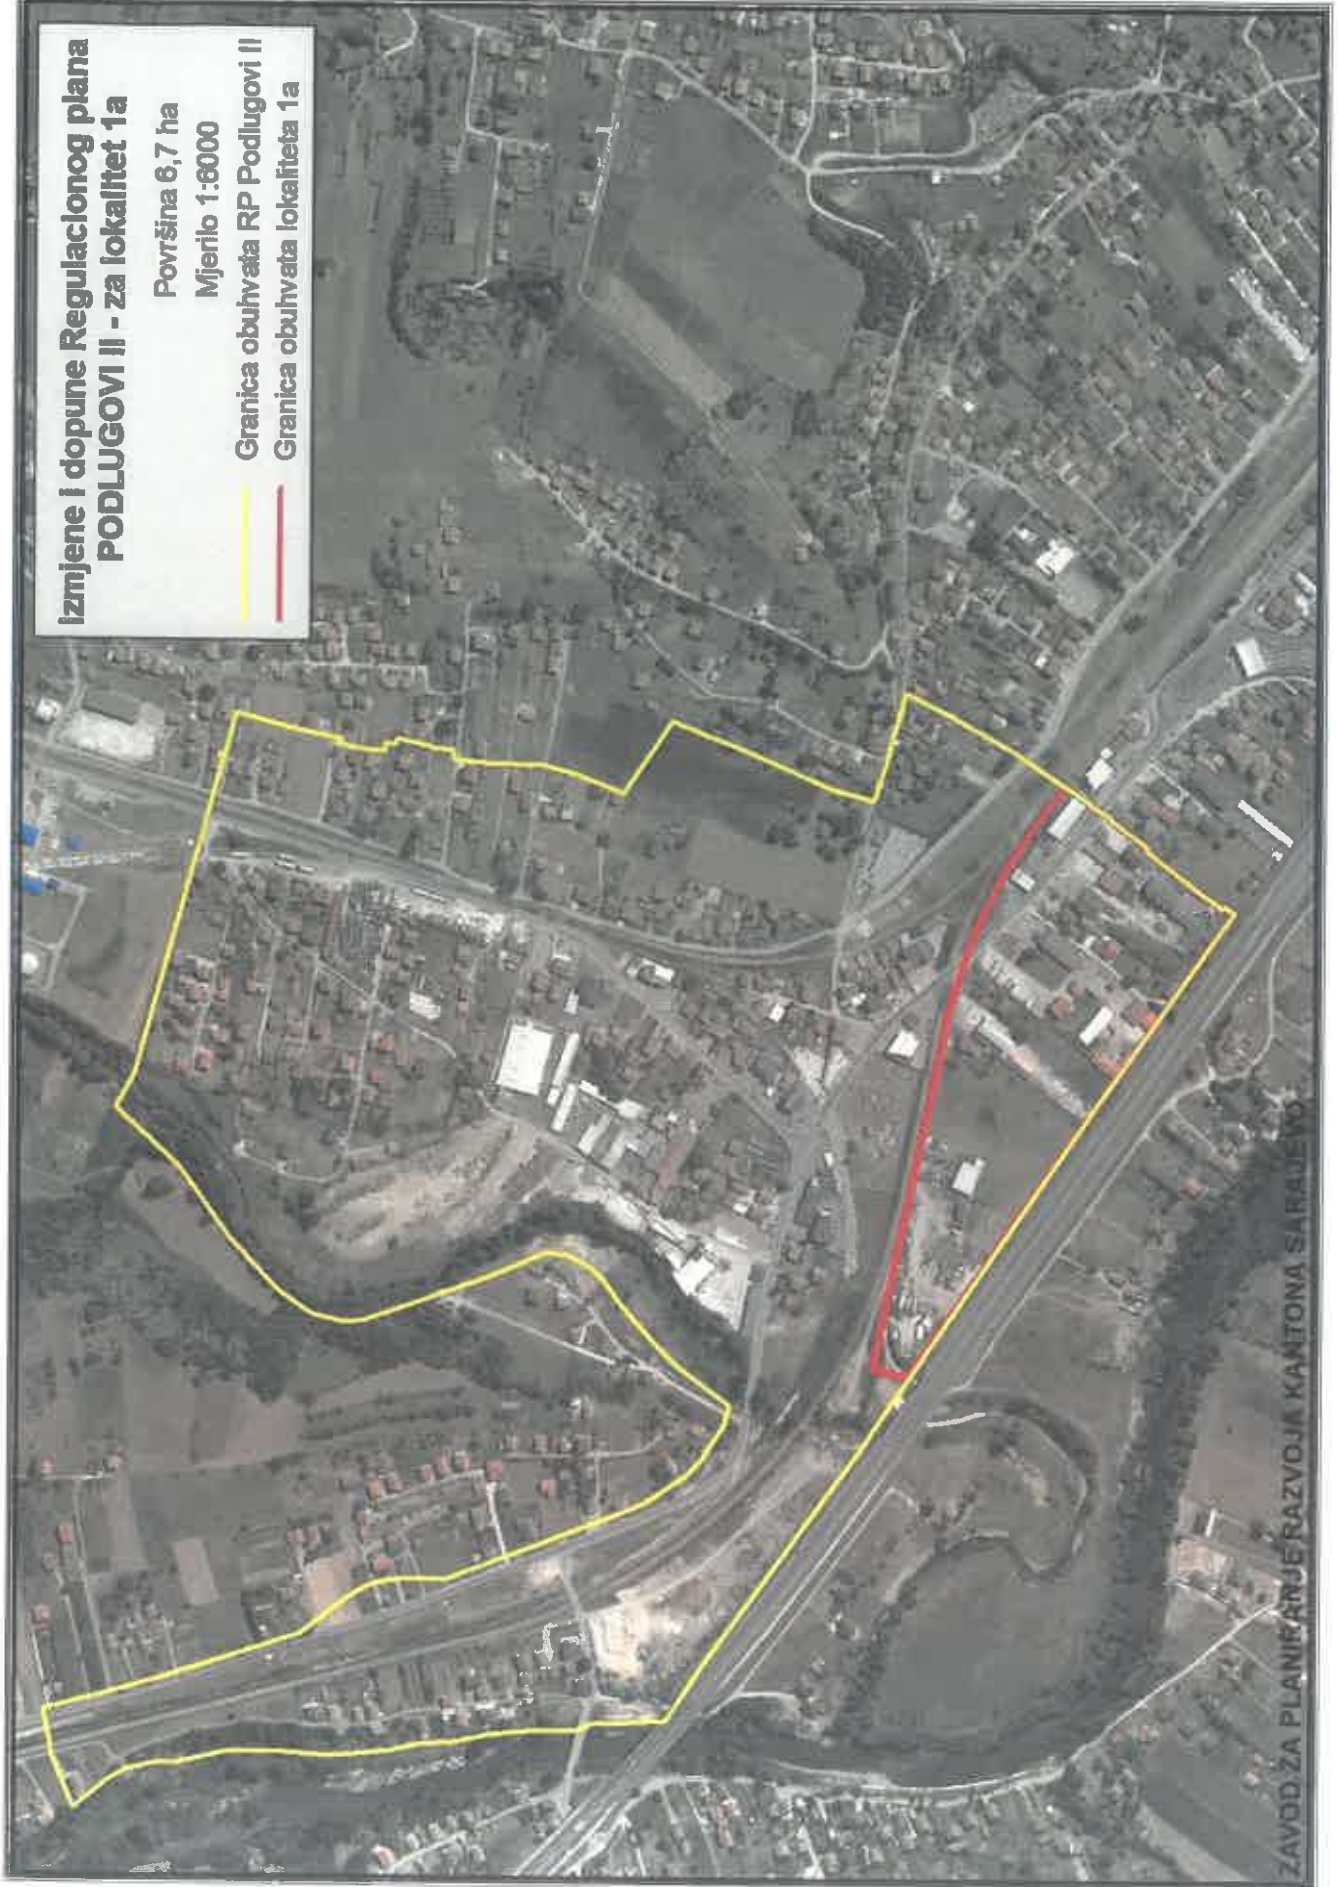 Izmjene i dopune Regulacionog plana
PODLUGOVI II - za lokalitet 1a
Površina 6,7 ha
Mjerilo 1:6000
Granica obuhvata RP Podlugovi II
Granica obuhvata lokaliteta 1a
ZAVOD ZA PLANIRANJE RAZVOJA KANTONA SARAJEVO